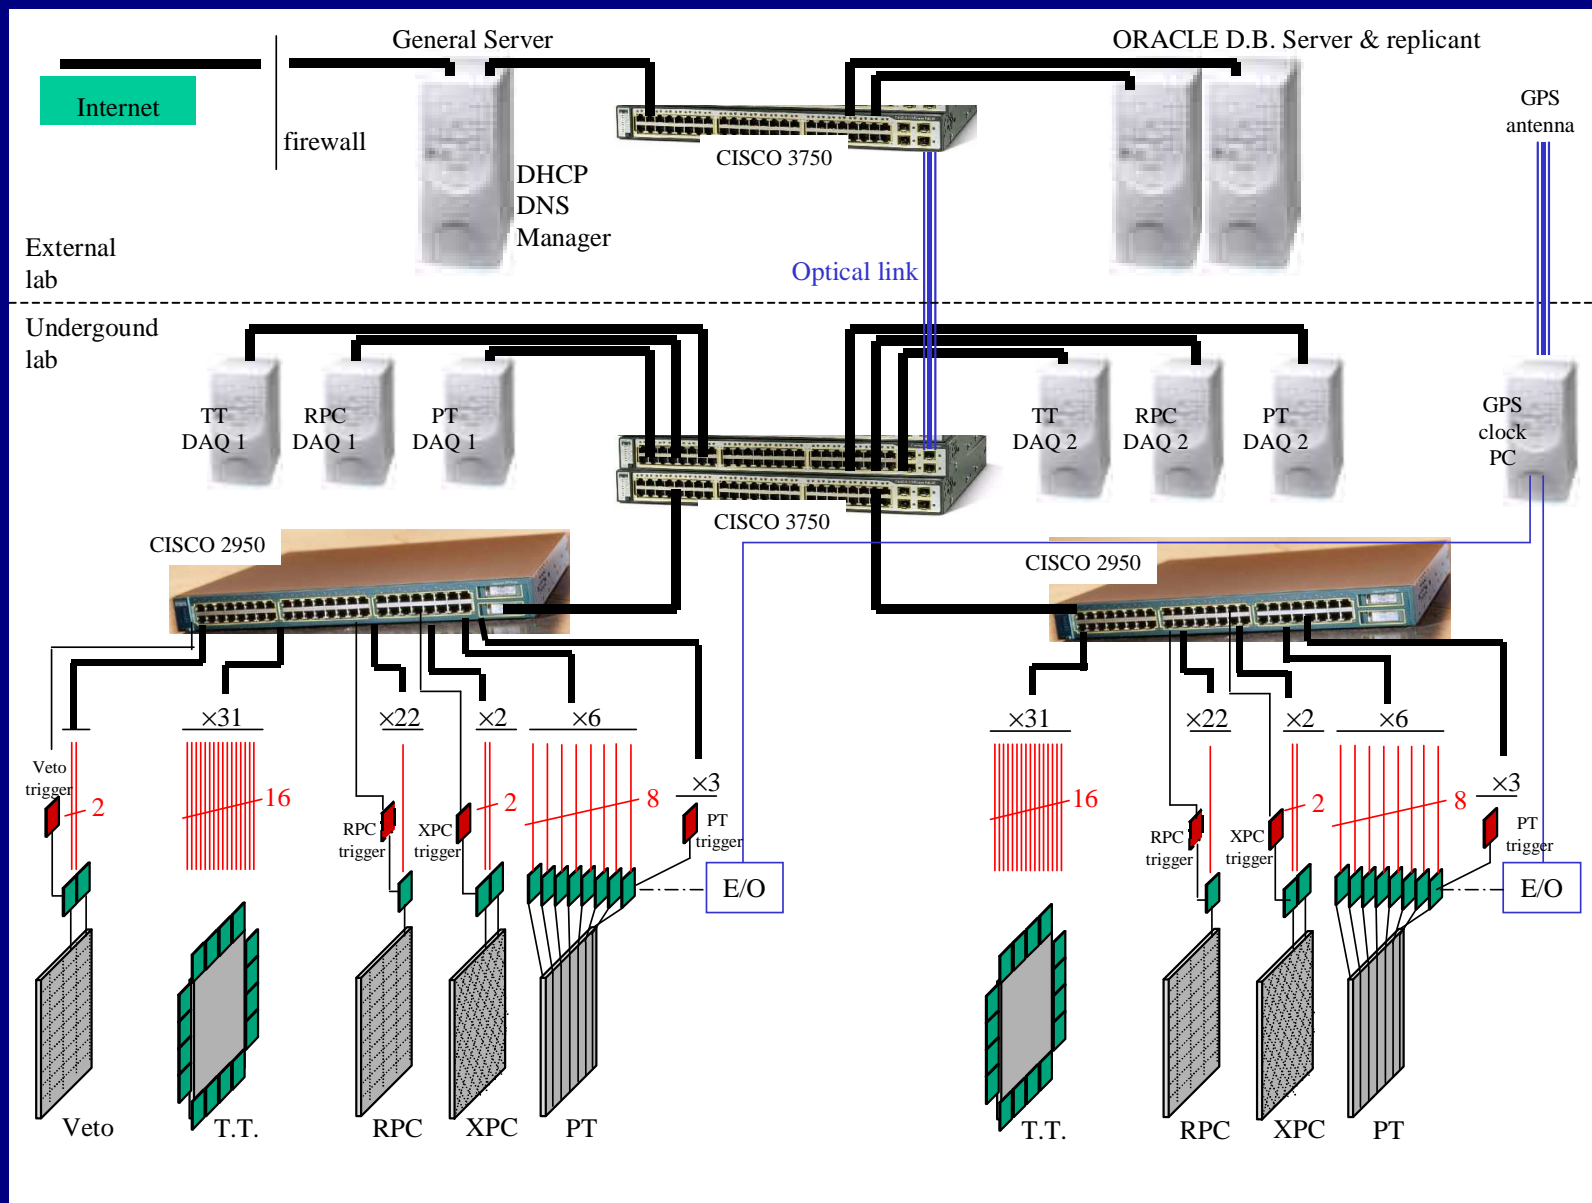 General Server
ORACLE D.B. Server & replicant
Internet
firewall
CISCO 3750
GPS
antenna
DHCP
DNS
Manager
External
lab
Optical link
Undergound
lab
TT
DAQ 1
RPC
DAQ 1
PT
DAQ 1
TT
DAQ 2
RPC
DAQ 2
PT
DAQ 2
GPS
clock
PC
CISCO 3750
CISCO 2950
CISCO 2950
×31
×22
×2
×6
×3
×31
×22
×2
×6
×3
Veto
trigger
2
16
RPC
trigger
XPC
trigger
2
8
PT
trigger
16
RPC
trigger
XPC
trigger
2
8
PT
trigger
E/O
E/O
Veto
T.T.
RPC
XPC
PT
T.T.
RPC
XPC
PT